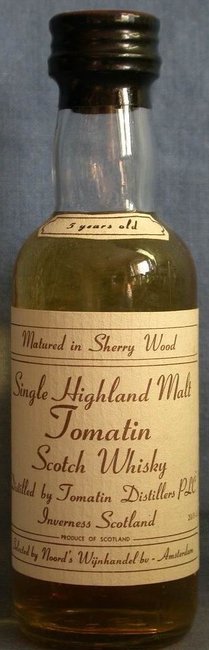 5 years old
Matured in Sherry Wood
Single Highland Malt
Tomatin
Scotch Whisky
Distilled by Tomatin Distillers PLC
Inverness Scotland
PRODUCE OF SCOTLAND
Selected by Noord's Wijnhandel bv - Amsterdam